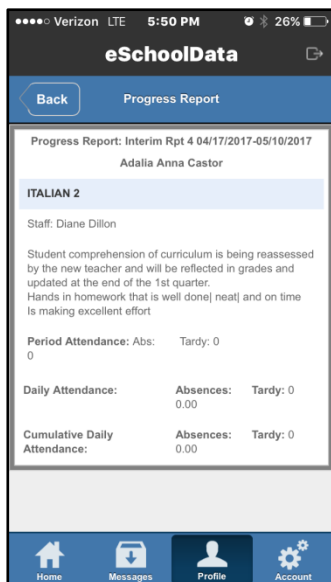 Verizon LTE 5:50 PM 26%
eSchoolData
Back Progress Report
Progress Report: Interim Rpt 4 04/17/2017-05/10/2017
Adalia Anna Castor
ITALIAN 2
Staff: Diane Dillon
Student comprehension of curriculum is being reassessed
by the new teacher and will be reflected in grades and
updated at the end of the 1st quarter.
Hands in homework that is well done| neat| and on time
Is making excellent effort
Period Attendance: Abs: Tardy: 0
0
Daily Attendance: Absences: Tardy: 0
0.00
Cumulative Daily Absences: Tardy: 0
Attendance: 0.00
Home Messages Profile Account